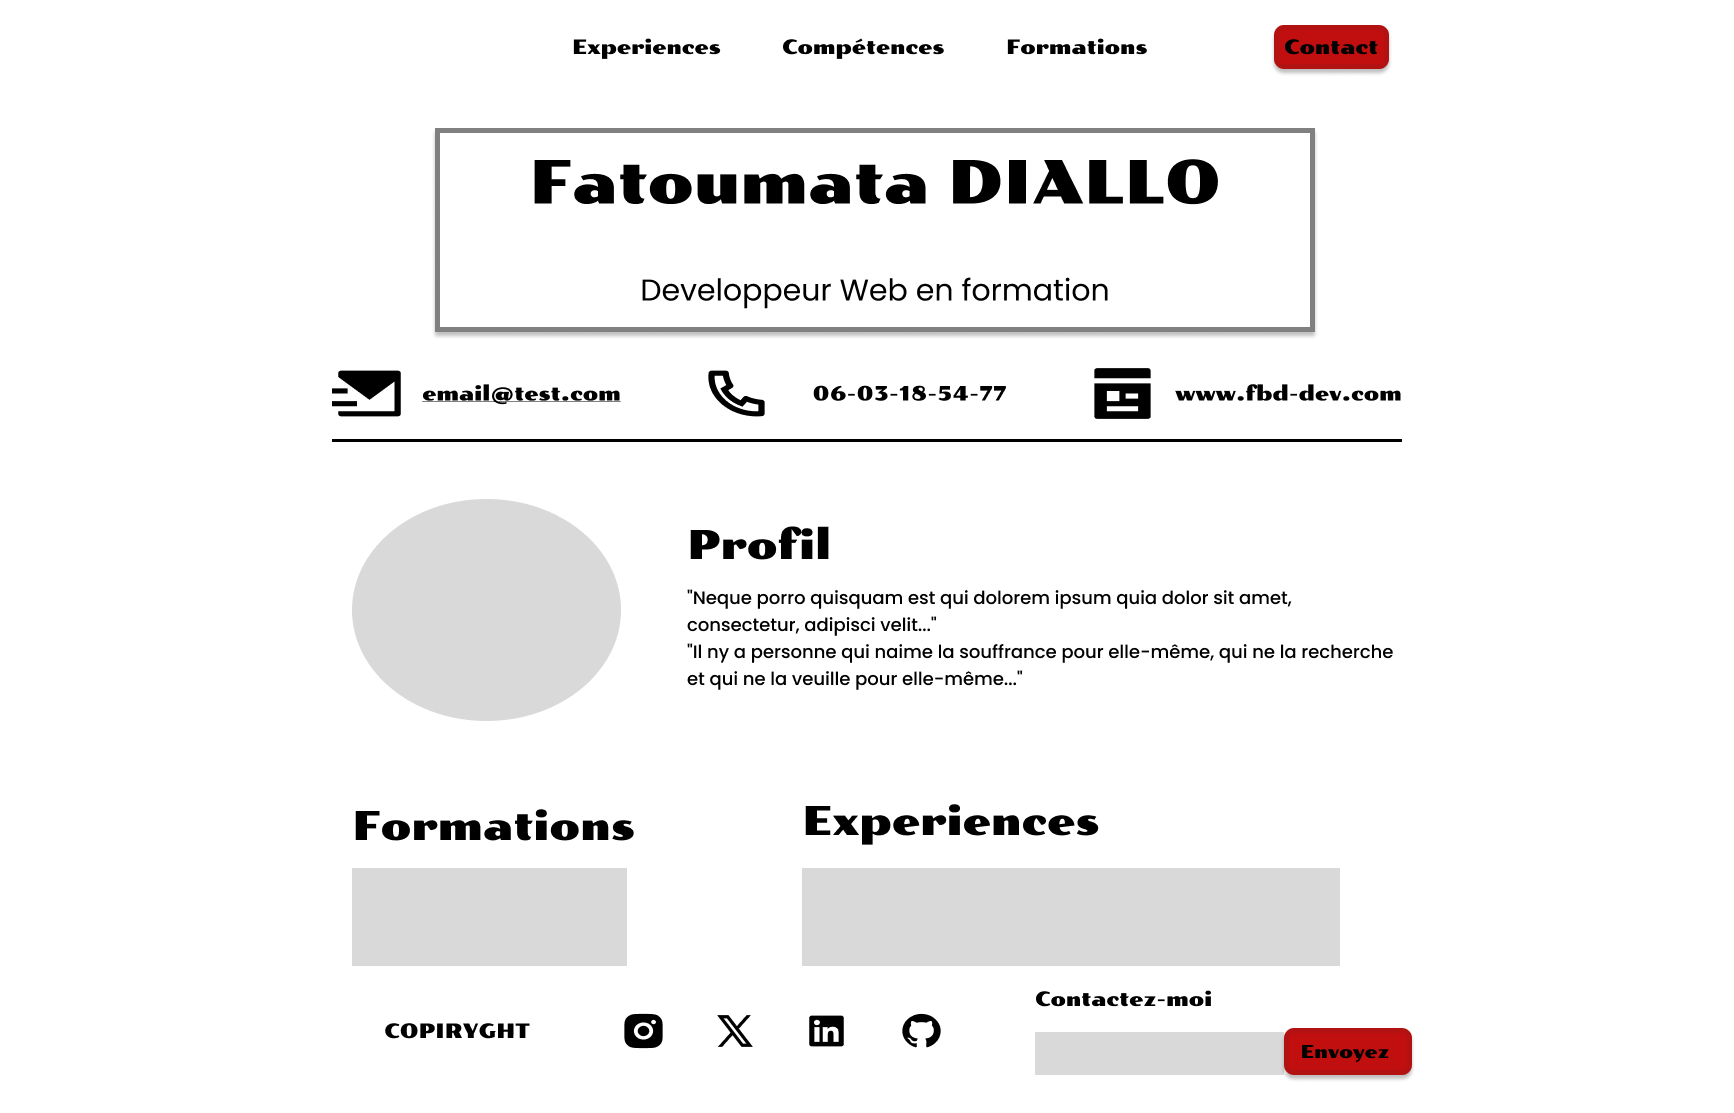 Experiences Compétences Formations Contact
Fatoumata DIALLO
Developpeur Web en formation
email@test.com 06-03-18-54-77 www.fbd-dev.com
Profil
"Neque porro quisquam est qui dolorem ipsum quia dolor sit amet,
consectetur, adipisci velit..."
"Il ny a personne qui naime la souffrance pour elle-même, qui ne la recherche
et qui ne la veuille pour elle-même..."
Formations
Experiences
COPIRYGHT
Contactez-moi
Envoyez